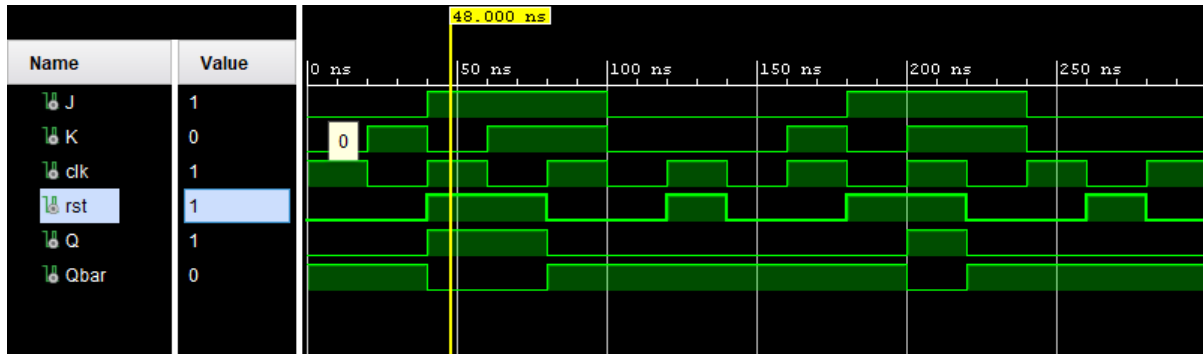 48.000 ns
Name Value
0 ns 50 ns 100 ns 150 ns 200 ns 250 ns
J 1
K 0 0
clk 1
rst 1
Q 1
Qbar 0